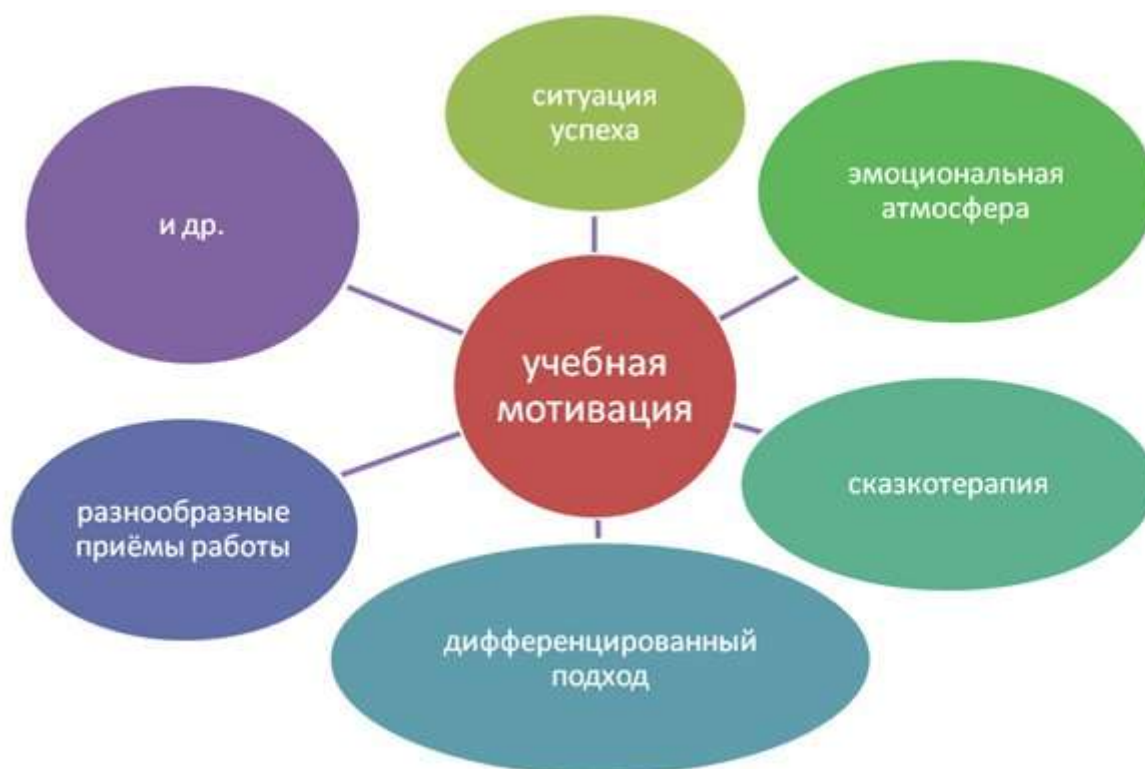 ситуация
успеха
эмоциональная
атмосфера
и др.
учебная
мотивация
сказкотерапия
разнообразные
приёмы работы
дифференцированный
подход